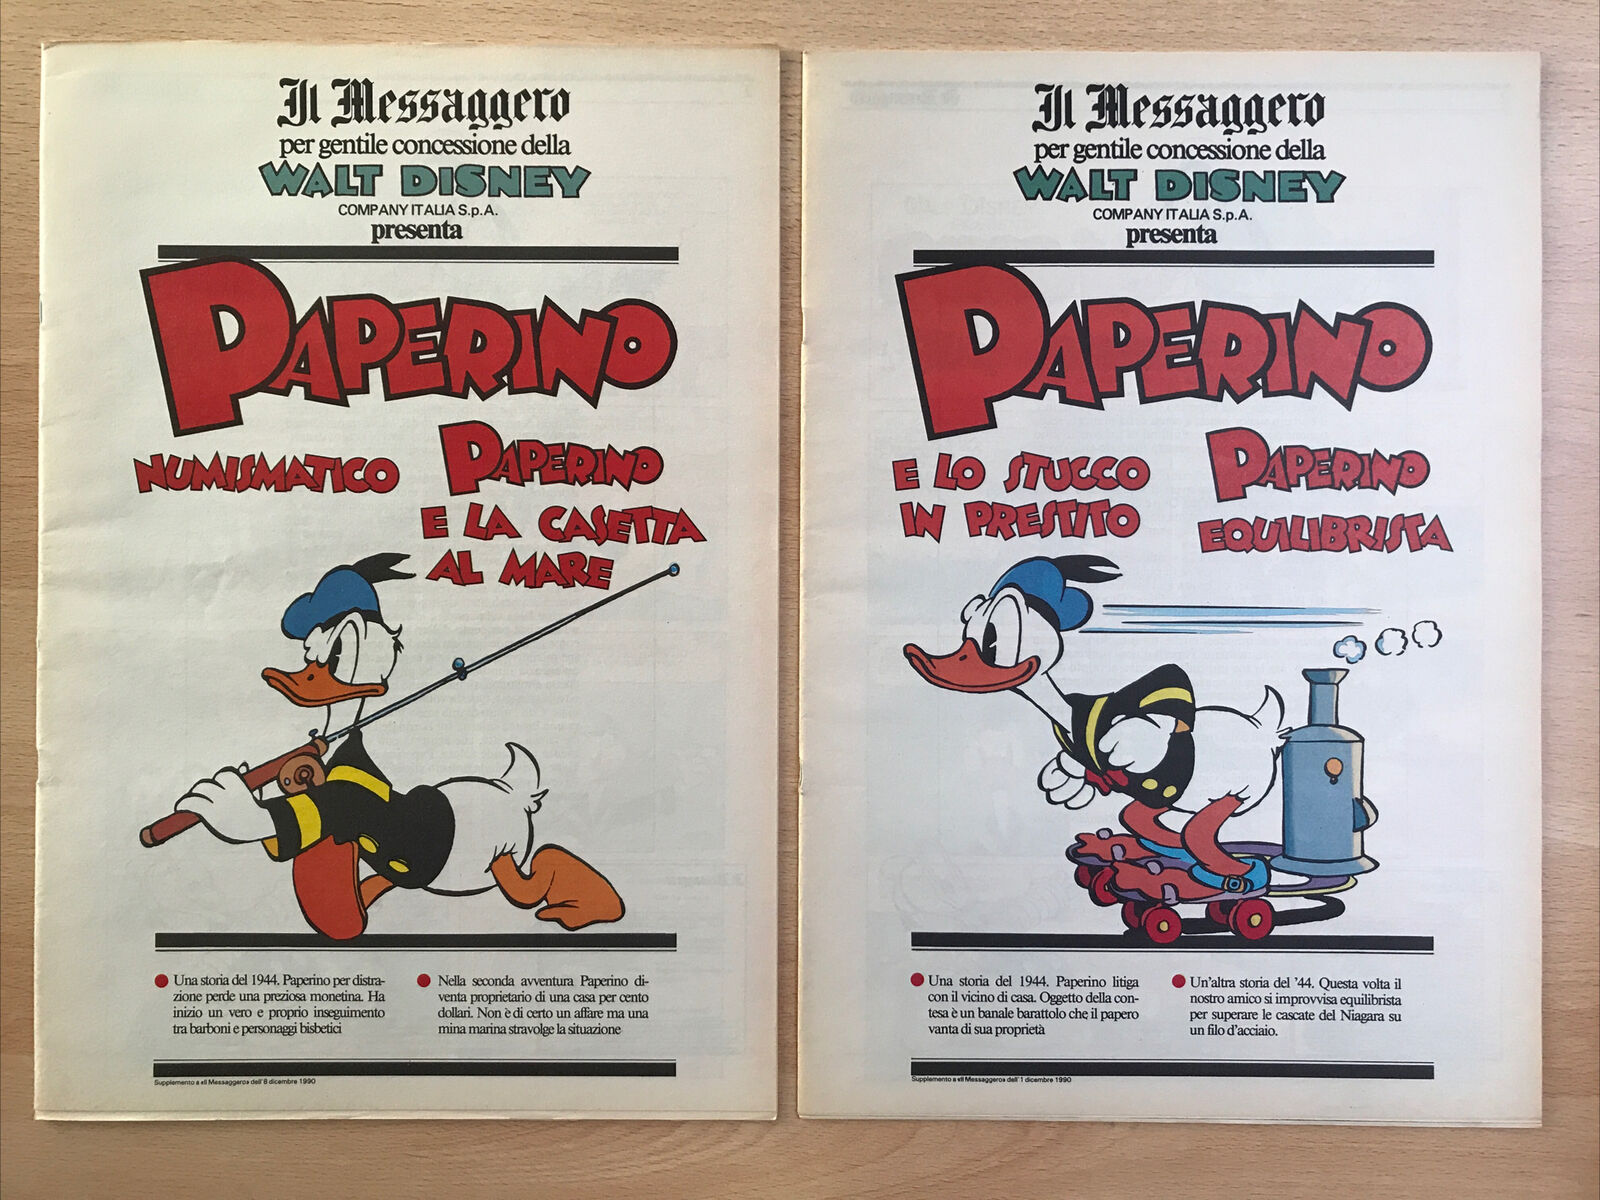 Il Messaggero
per gentile concessione della
WALT DISNEY
COMPANY ITALIA S.p.A.
presenta
PAPERINO
NUMISMATICO
PAPERINO
E LA CASETTA
AL MARE
Una storia del 1944. Paperino per distra-
zione perde una preziosa monetina. Ha
inizio un vero e proprio inseguimento
tra barboni e personaggi bisbetici
Nella seconda avventura Paperino di-
venta proprietario di una casa per cento
dollari. Non è di certo un affare ma una
mina marina stravolge la situazione
Supplemento a «Il Messaggero» dell'8 dicembre 1990
Il Messaggero
per gentile concessione della
WALT DISNEY
COMPANY ITALIA S.p.A.
presenta
PAPERINO
E LO STUCCO
IN PRESTITO
PAPERINO
EQUILIBRISTA
Una storia del 1944. Paperino litiga
con il vicino di casa. Oggetto della con-
tesa è un banale barattolo che il papero
vanta di sua proprietà
Un'altra storia del '44. Questa volta il
nostro amico si improvvisa equilibrista
per superare le cascate del Niagara su
un filo d'acciaio.
Supplemento a «Il Messaggero» dell'1 dicembre 1990